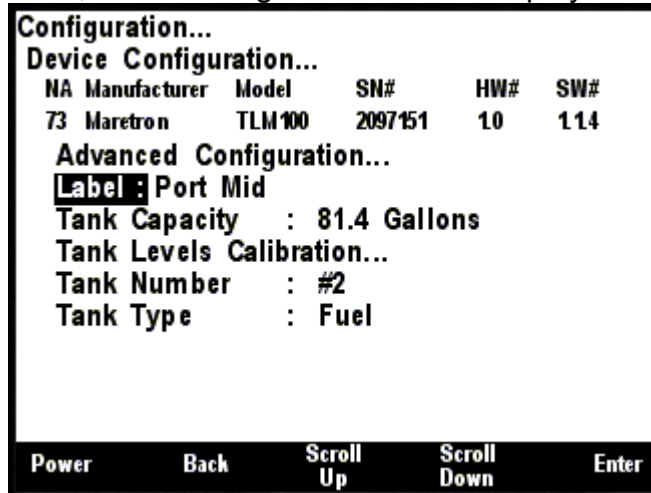 Configuration...
Device Configuration...
NA Manufacturer Model SN# HW# SW#
73 Maretron TLM100 2097151 1.0 1.1.4
Advanced Configuration...
Label : Port Mid
Tank Capacity : 81.4 Gallons
Tank Levels Calibration...
Tank Number : #2
Tank Type : Fuel
Power Back Scroll Up Scroll Down Enter